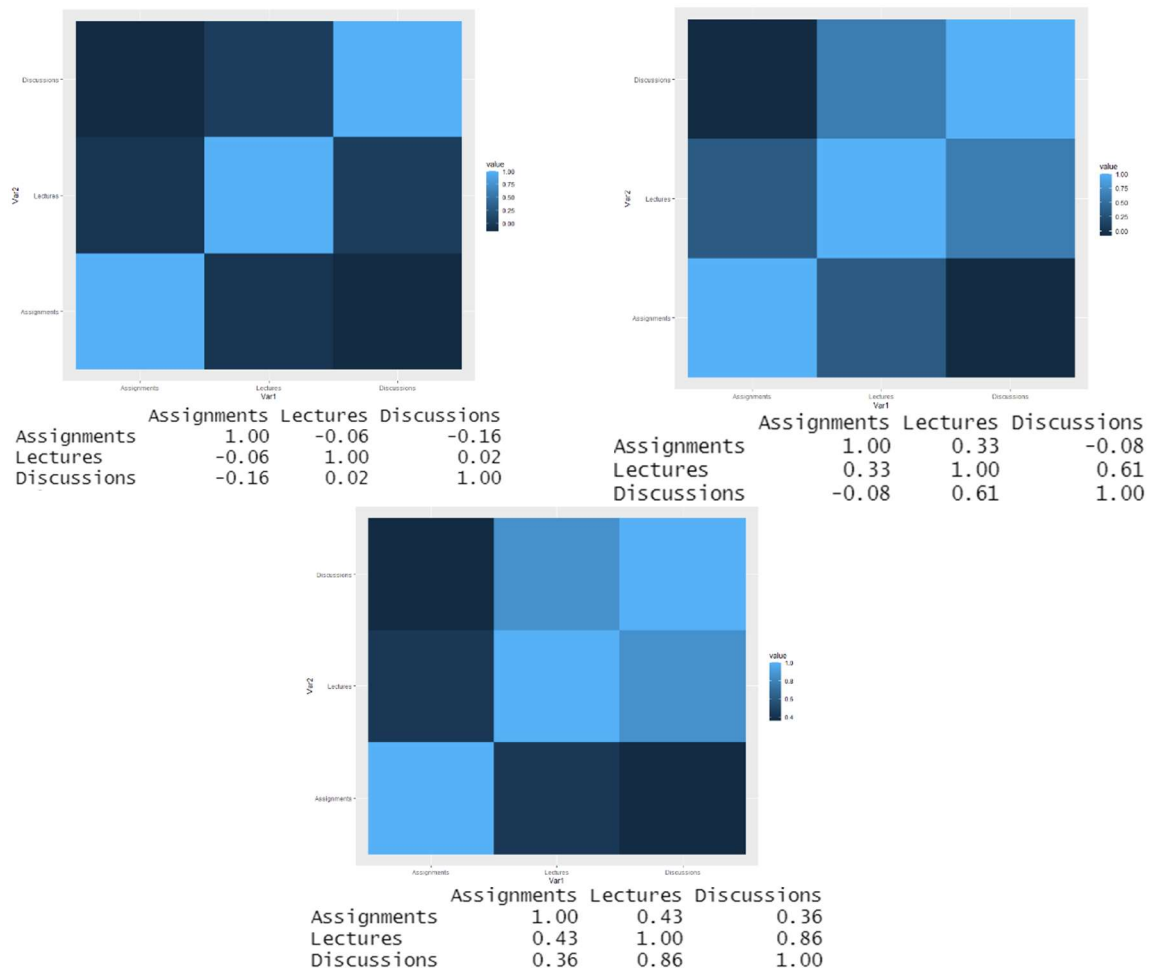 Discussions
Lectures
Assignments
Var2
Assignments Lectures Discussions
Var1
value
1.00
0.75
0.50
0.25
0.00
Assignments Lectures Discussions
Assignments 1.00 -0.06 -0.16
Lectures -0.06 1.00 0.02
Discussions -0.16 0.02 1.00
Discussions
Lectures
Assignments
Var2
Assignments Lectures Discussions
Var1
value
1.00
0.75
0.50
0.25
0.00
Assignments Lectures Discussions
Assignments 1.00 0.33 -0.08
Lectures 0.33 1.00 0.61
Discussions -0.08 0.61 1.00
Discussions
Lectures
Assignments
Var2
Assignments Lectures Discussions
Var1
value
1.0
0.8
0.6
0.4
Assignments Lectures Discussions
Assignments 1.00 0.43 0.36
Lectures 0.43 1.00 0.86
Discussions 0.36 0.86 1.00